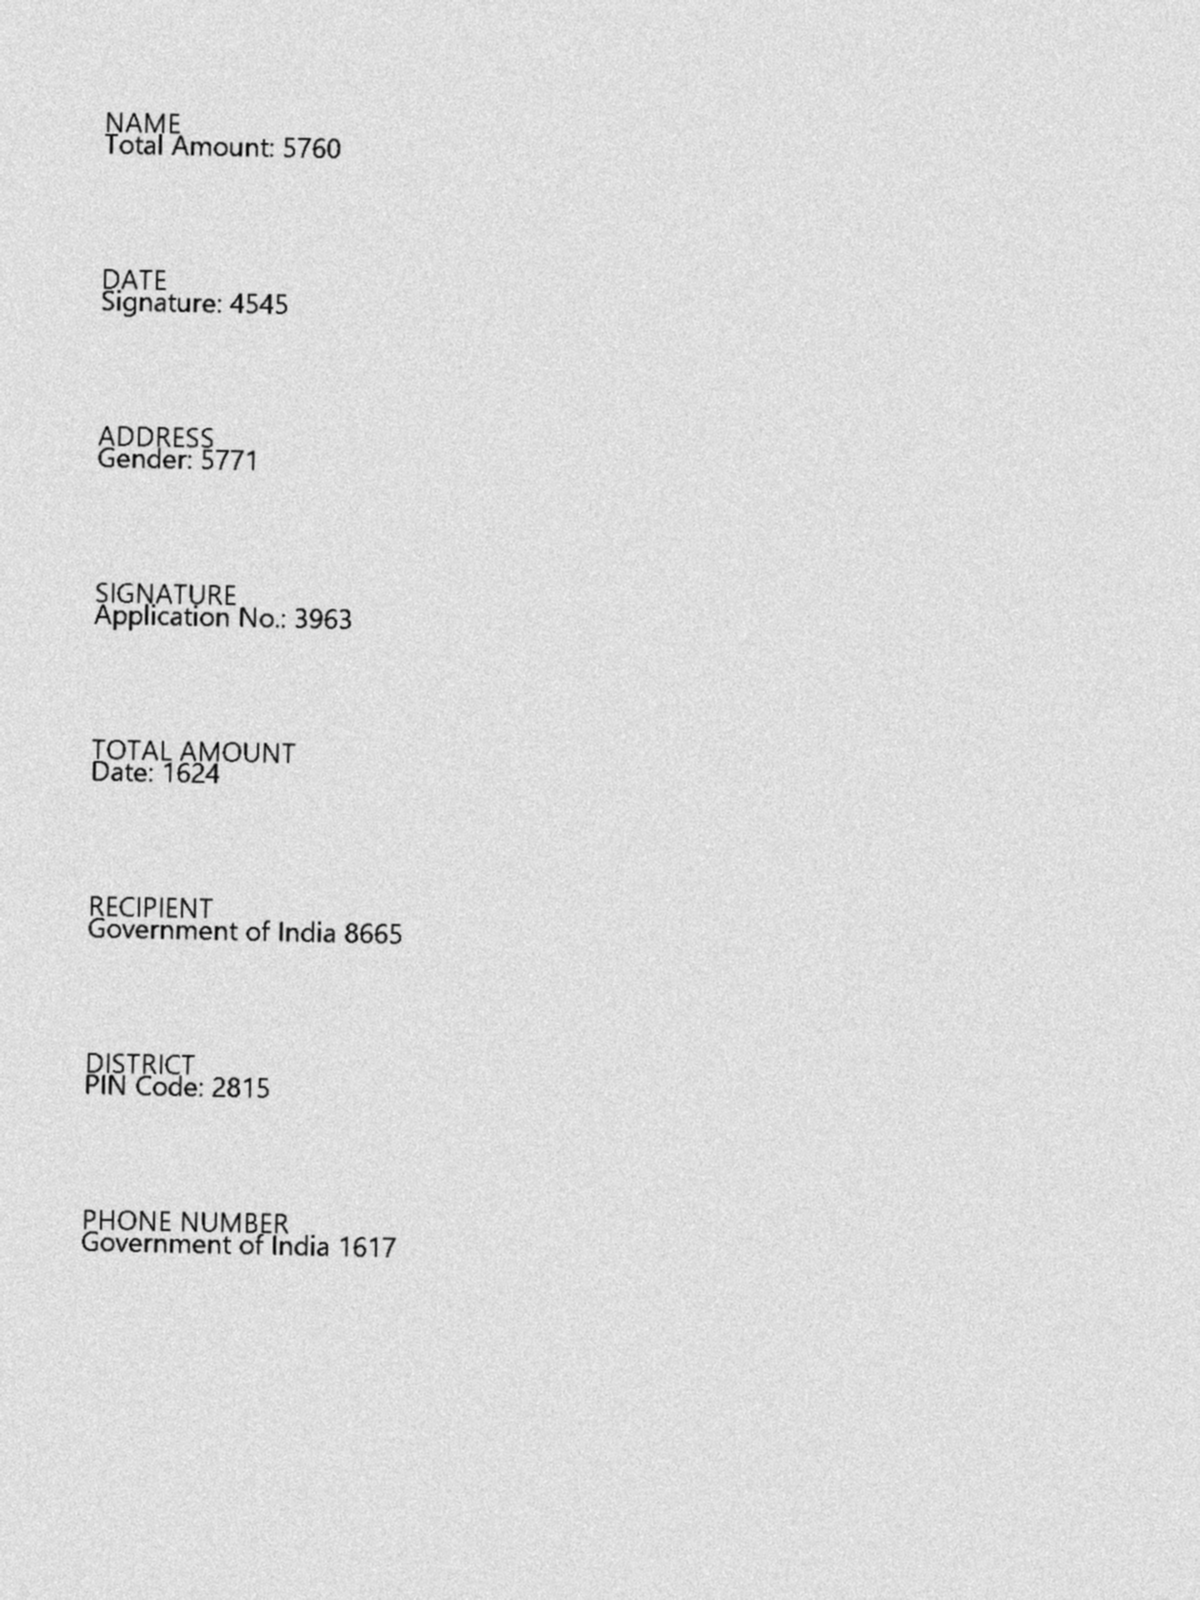 NAME
Total Amount: 5760
DATE
Signature: 4545
ADDRESS
Gender: 5771
SIGNATURE
Application No.: 3963
TOTAL AMOUNT
Date: 1624
RECIPIENT
Government of India 8665
DISTRICT
PIN Code: 2815
PHONE NUMBER
Government of India 1617